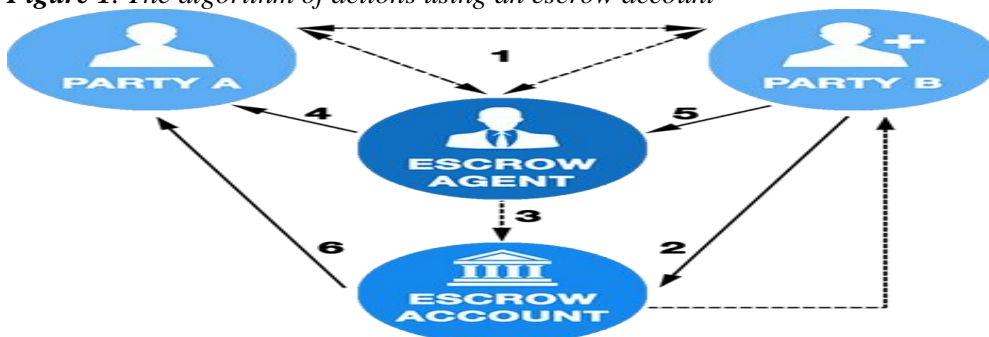 Figure 1. The algorithm of actions using an escrow account
1
PARTY A
PARTY B
4
5
ESCROW
AGENT
3
6
2
ESCROW
ACCOUNT